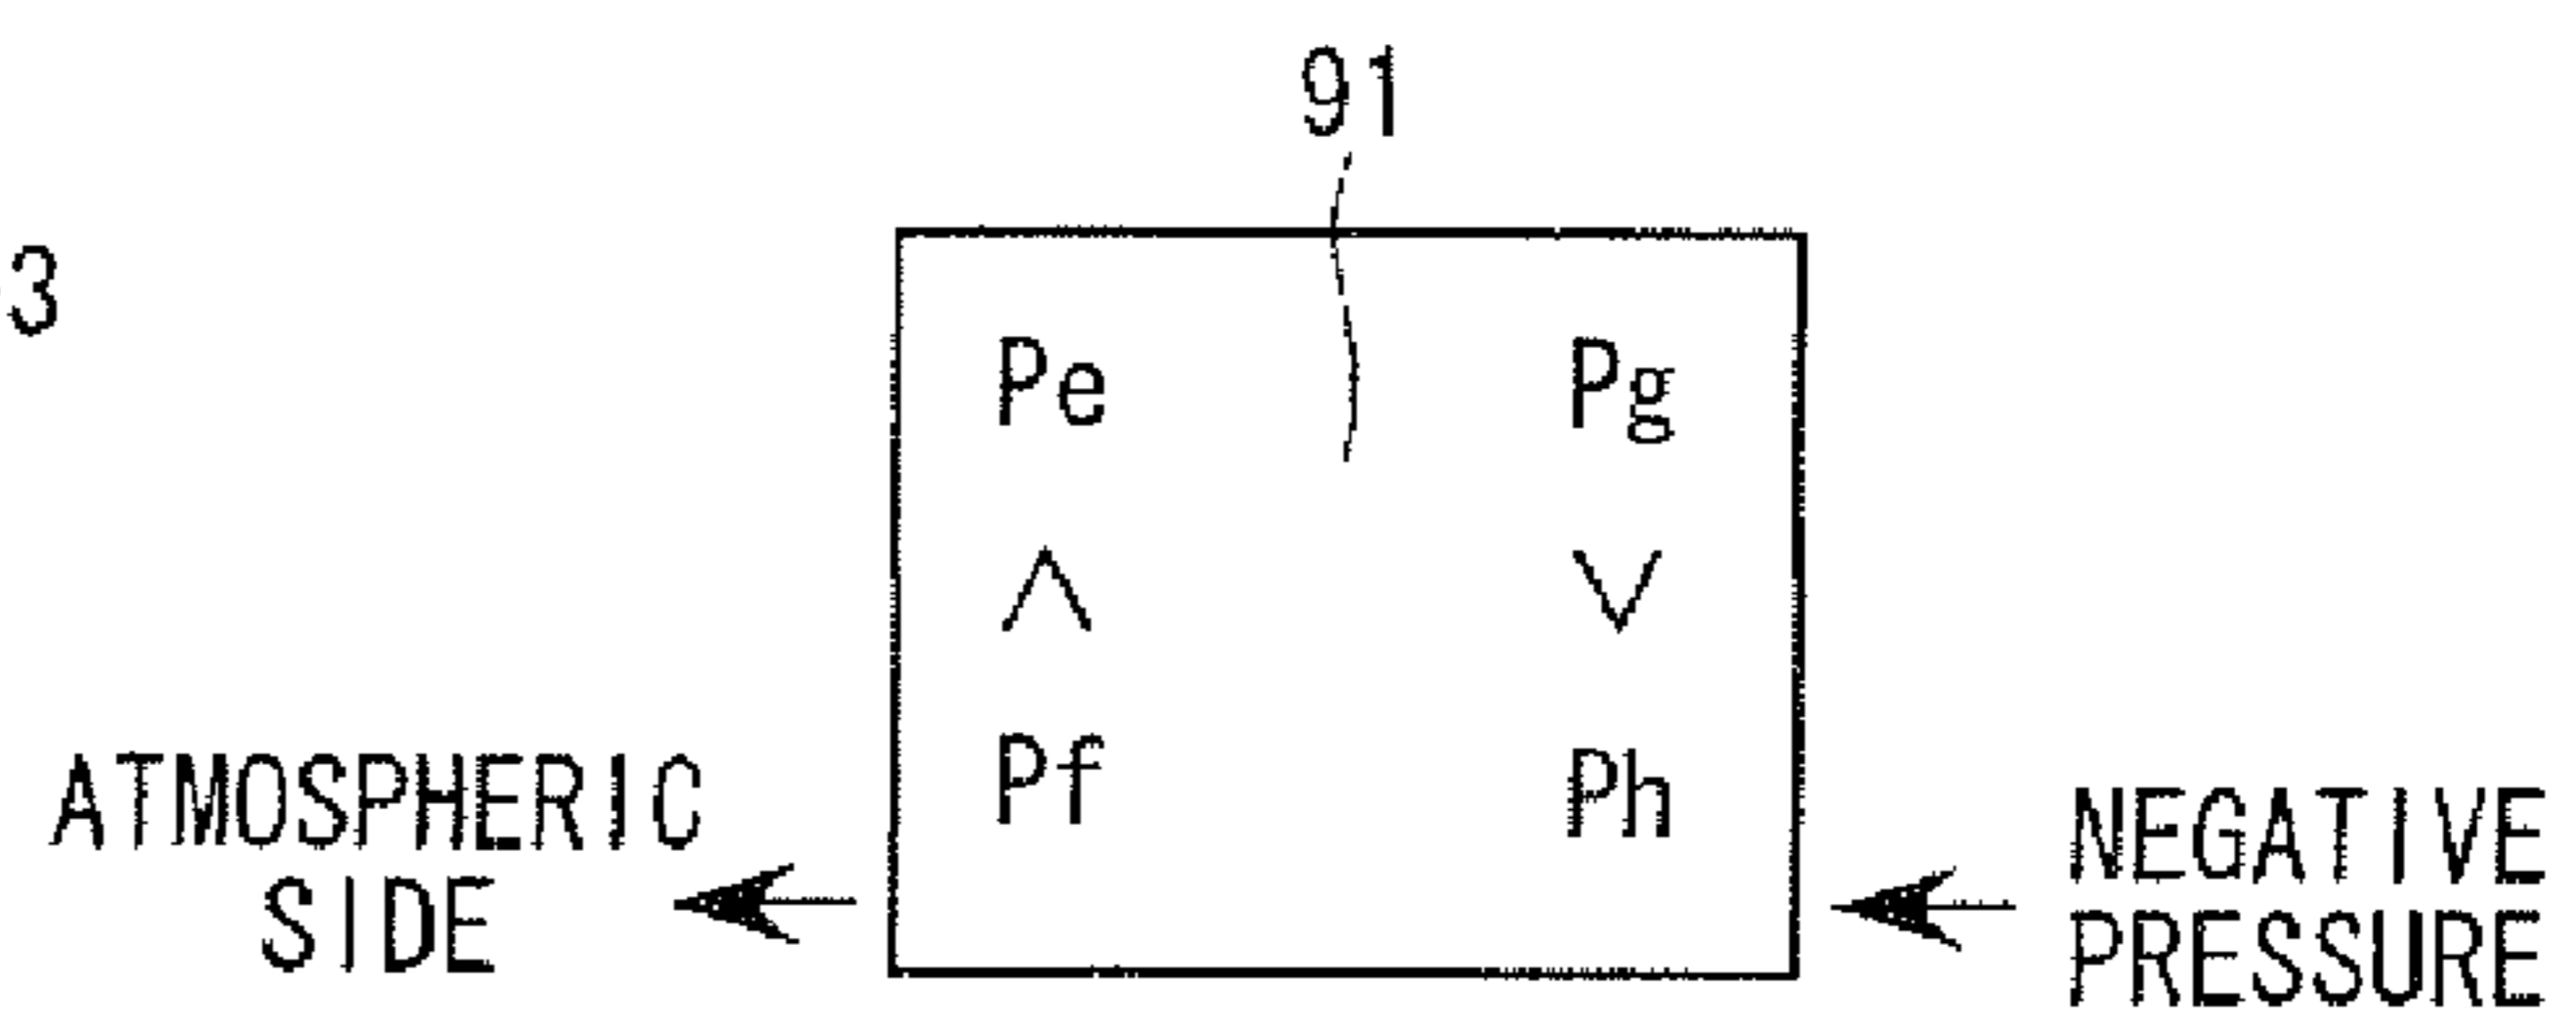 91
3
Pe Pg
∧ ∨
Pf Ph
ATMOSPHERIC
SIDE
NEGATIVE
PRESSURE